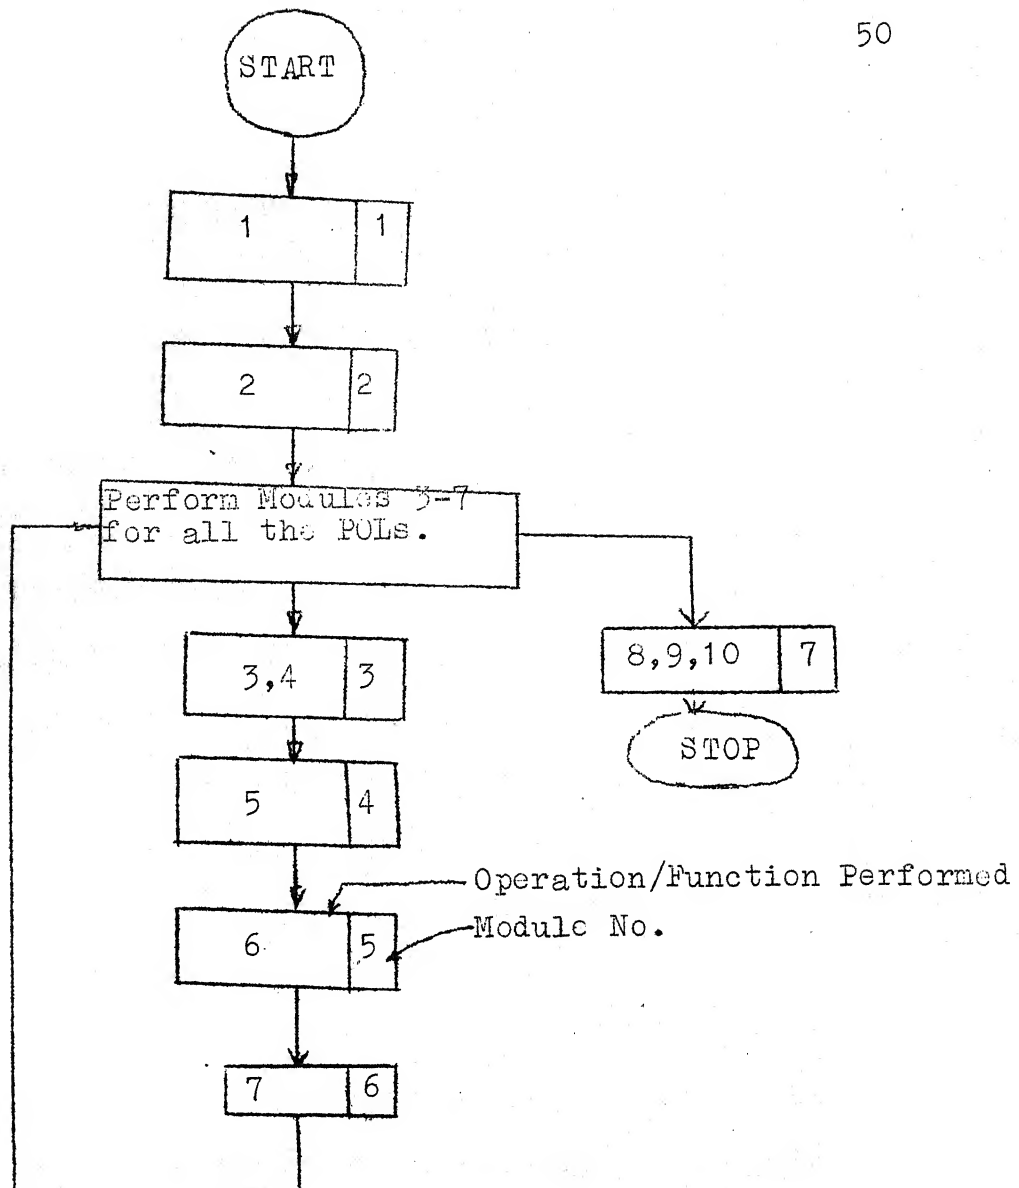 50
START
1 1
2 2
Perform Modules 3-7
for all the POLs.
3,4 3
8,9,10 7
STOP
5 4
Operation/Function Performed
6 5
Module No.
7 6